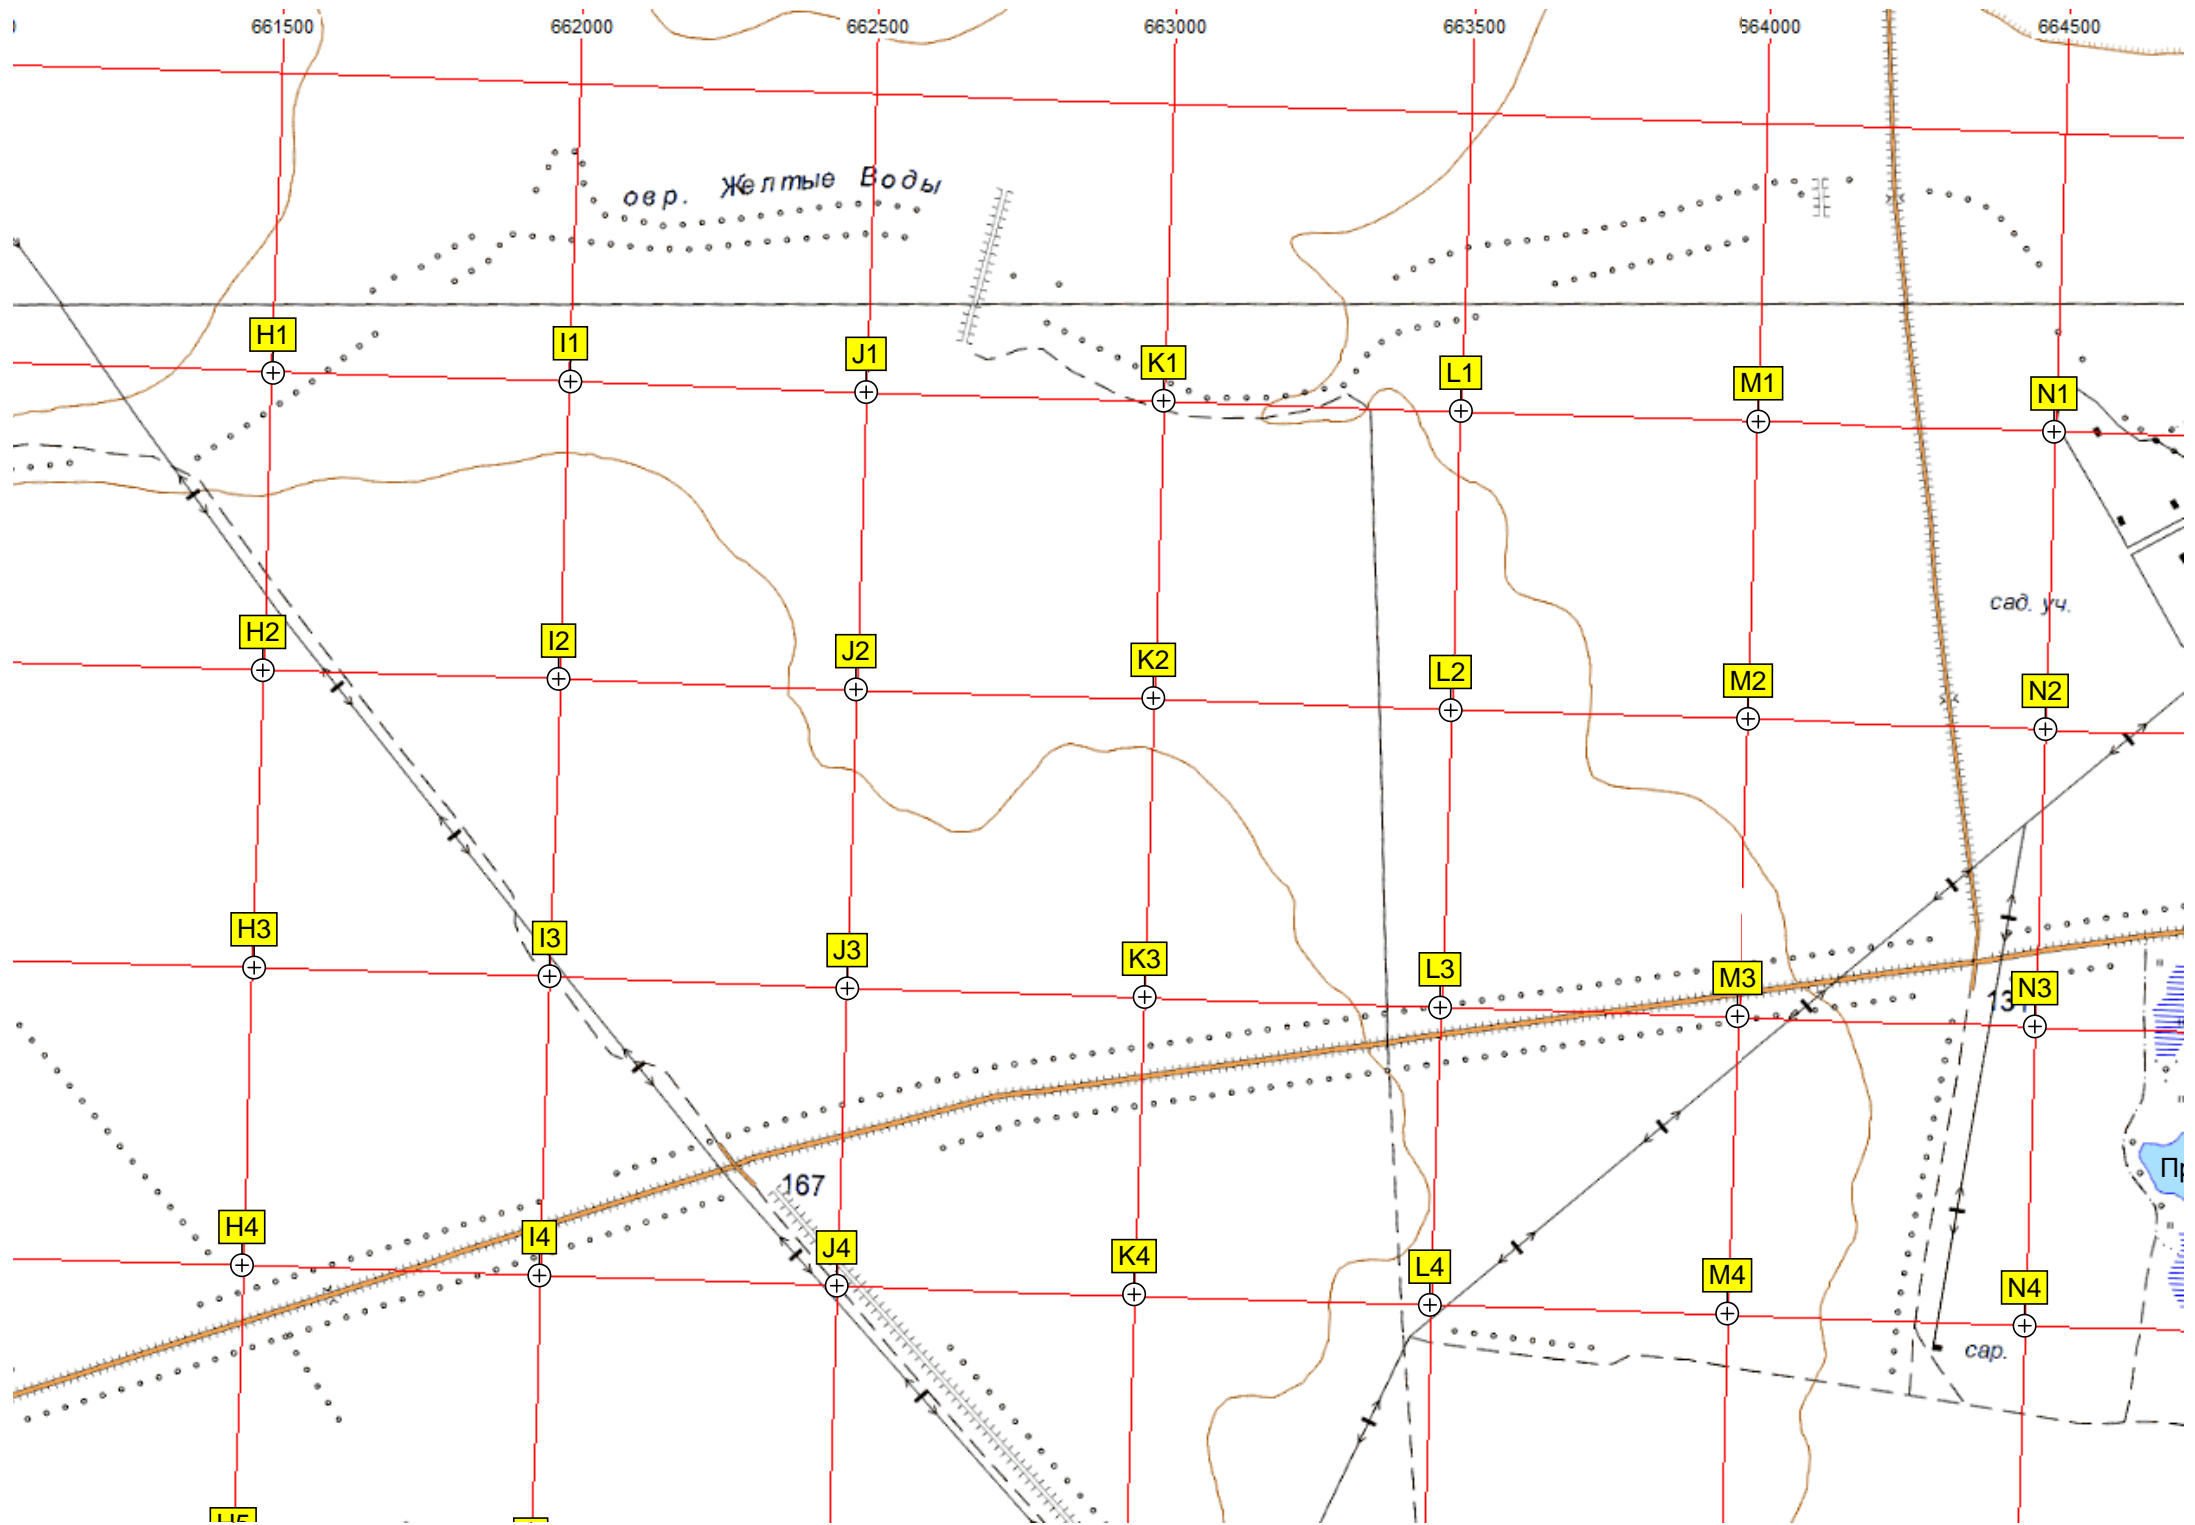 661500 662000 662500 663000 663500 664000 664500
овр. Желтые Воды
H1 I1 J1 K1 L1 M1 N1
сад. уч.
H2 I2 J2 K2 L2 M2 N2
H3 I3 J3 K3 L3 M3 N3
167
Пр
H4 I4 J4 K4 L4 M4 N4
сар.
H5